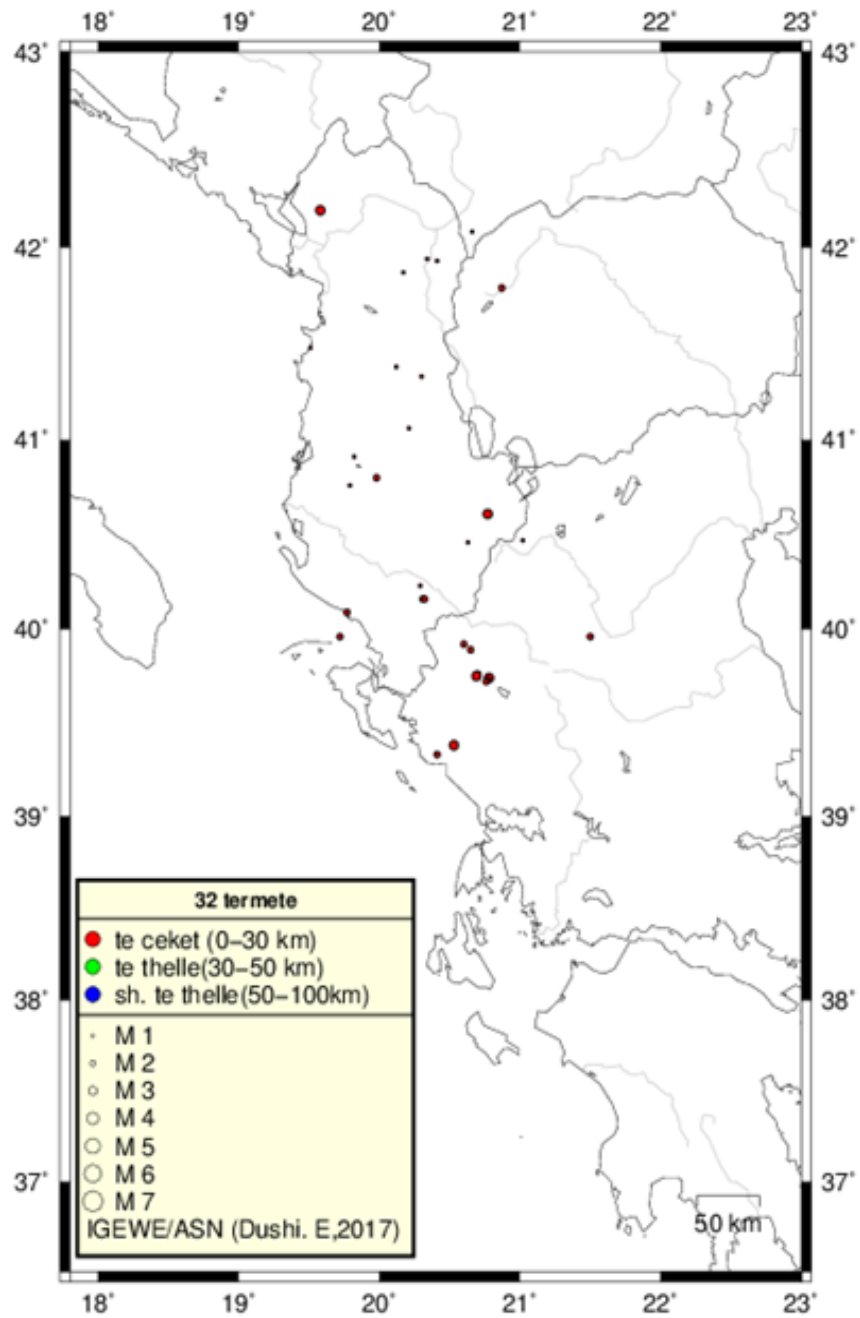 18° 19° 20° 21° 22° 23°
43° 43°
42° 42°
41° 41°
40° 40°
39° 39°
38° 38°
37° 37°
32 termete
te ceket (0−30 km)
te thelle(30−50 km)
sh. te thelle(50−100km)
M 1
M 2
M 3
M 4
M 5
M 6
M 7
IGEWE/ASN (Dushi. E,2017)
50 km
18° 19° 20° 21° 22° 23°